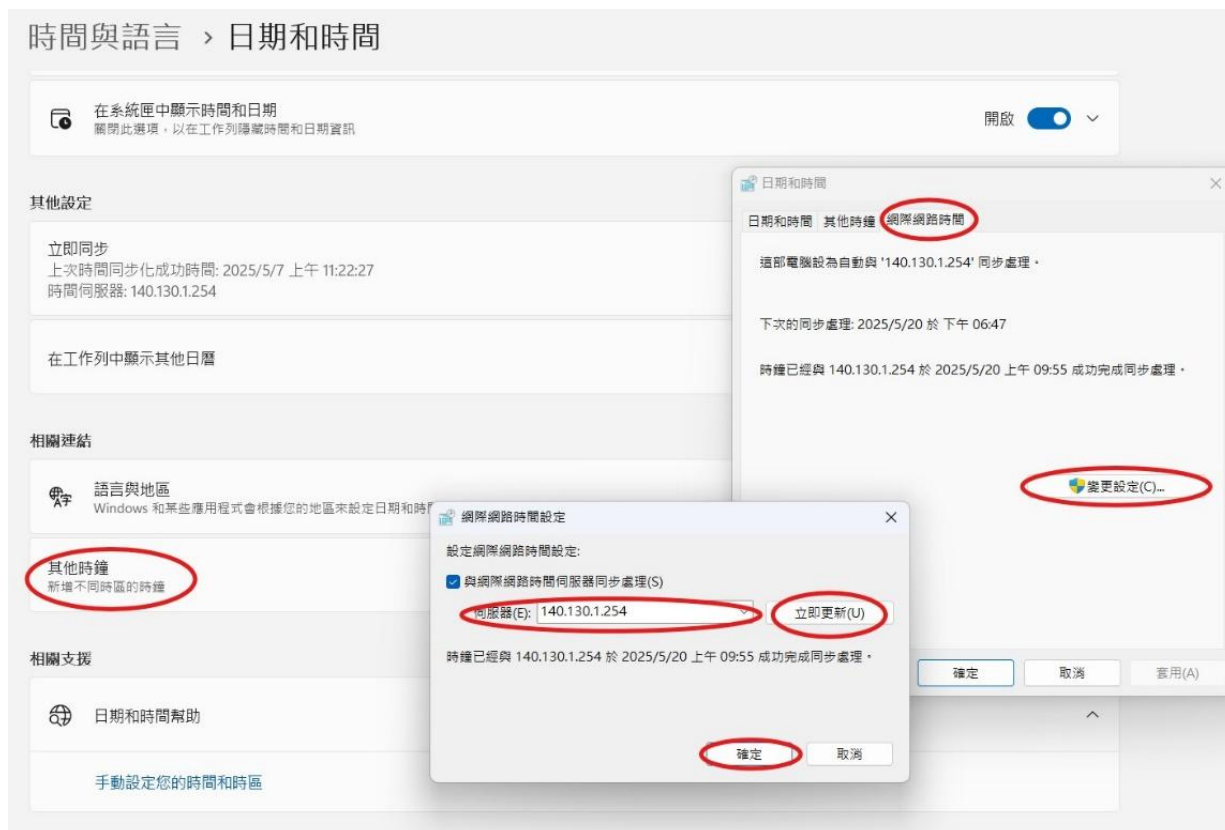 時間與語言 › 日期和時間
在系統匣中顯示時間和日期
關閉此選項，以在工作列隱藏時間和日期資訊
開啟
其他設定
立即同步
上次時間同步化成功時間: 2025/5/7 上午 11:22:27
時間伺服器: 140.130.1.254
在工作列中顯示其他日曆
相關連結
語言與地區
Windows 和某些應用程式會根據您的地區來設定日期和時
其他時鐘
新增不同時區的時鐘
相關支援
日期和時間幫助
手動設定您的時間和時區
日期和時間
日期和時間 其他時鐘 網際網路時間
這部電腦設為自動與 '140.130.1.254' 同步處理。
下次的同步處理: 2025/5/20 於 下午 06:47
時鐘已經與 140.130.1.254 於 2025/5/20 上午 09:55 成功完成同步處理。
變更設定(C)...
確定 取消 套用(A)
網際網路時間設定
設定網際網路時間設定:
與網際網路時間伺服器同步處理(S)
伺服器(E): 140.130.1.254 立即更新(U)
時鐘已經與 140.130.1.254 於 2025/5/20 上午 09:55 成功完成同步處理。
確定 取消